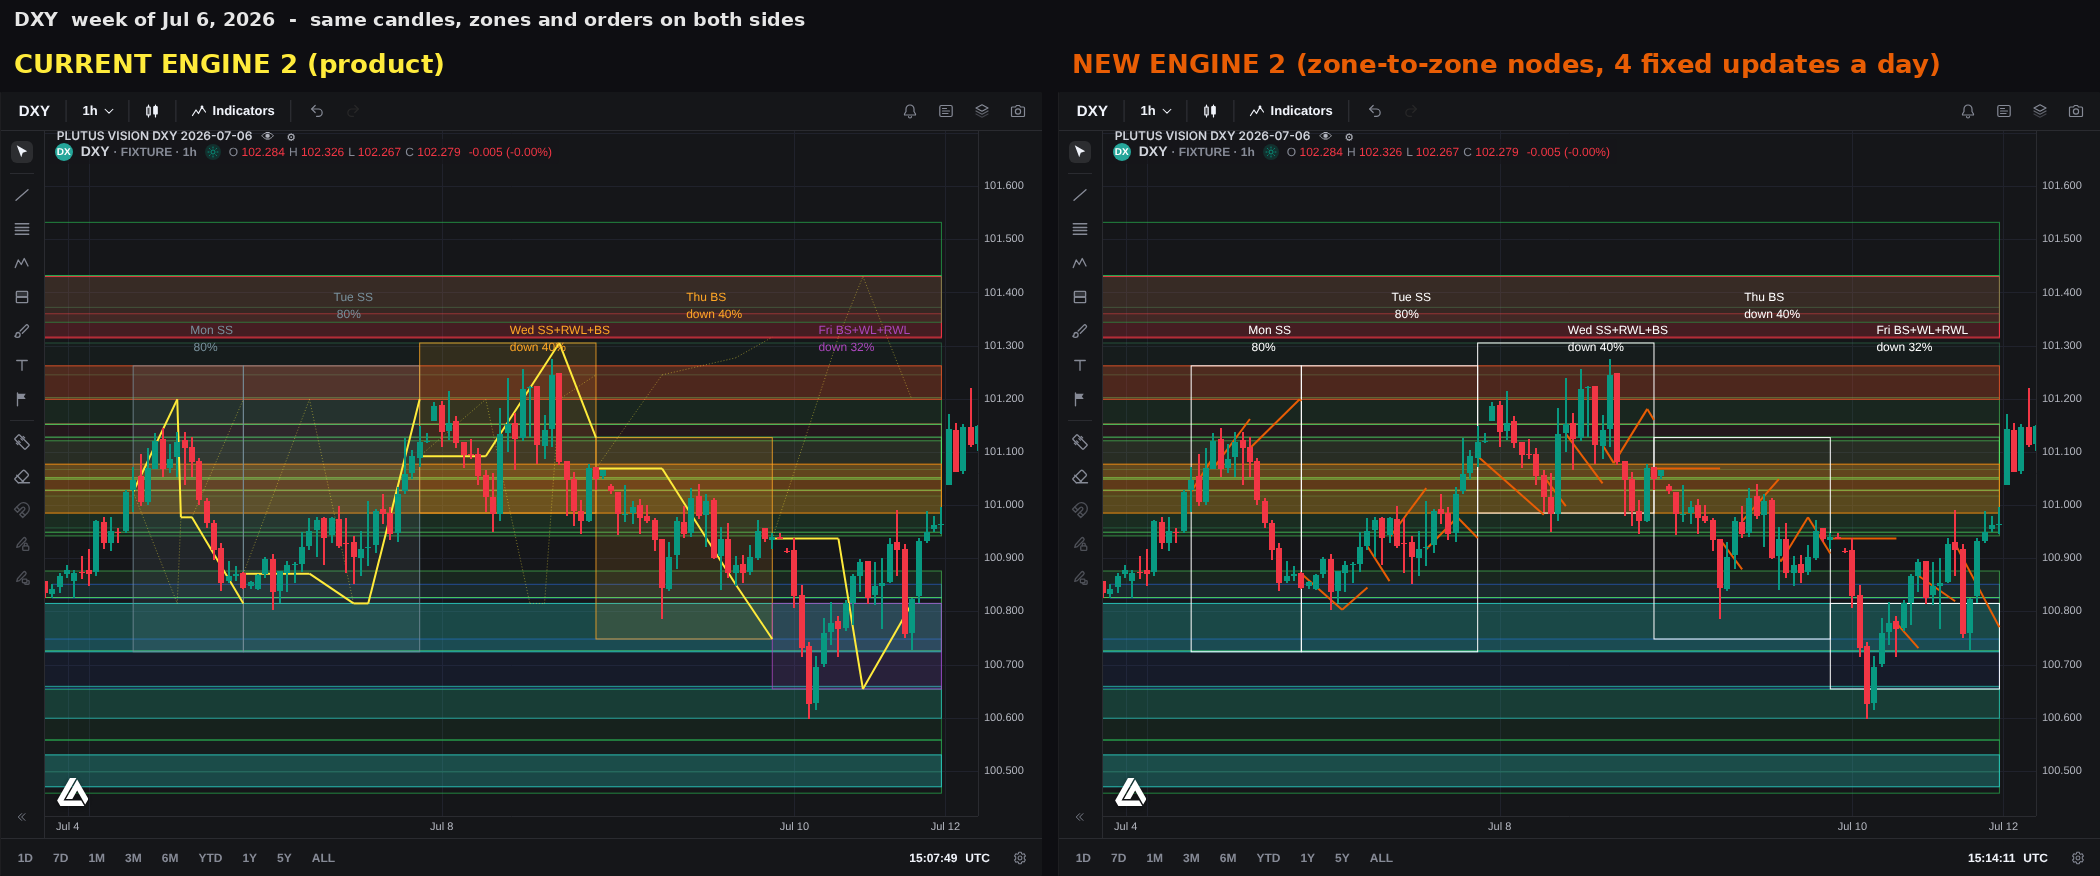 DXY week of Jul 6, 2026 - same candles, zones and orders on both sides
CURRENT ENGINE 2 (product)
DXY 1h Indicators
PLUTUS VISION DXY 2026-07-06
DX DXY · FIXTURE · 1h O 102.284 H 102.326 L 102.267 C 102.279 -0.005 (-0.00%)
101.600
101.500
101.400
101.300
101.200
101.100
101.000
100.900
100.800
100.700
100.600
100.500
Tue SS
80%
Thu BS
down 40%
Mon SS
80%
Wed SS+RWL+BS
down 40%
Fri BS+WL+RWL
down 32%
Jul 4 Jul 8 Jul 10 Jul 12
1D 7D 1M 3M 6M YTD 1Y 5Y ALL 15:07:49 UTC
NEW ENGINE 2 (zone-to-zone nodes, 4 fixed updates a day)
DXY 1h Indicators
PLUTUS VISION DXY 2026-07-06
DX DXY · FIXTURE · 1h O 102.284 H 102.326 L 102.267 C 102.279 -0.005 (-0.00%)
101.600
101.500
101.400
101.300
101.200
101.100
101.000
100.900
100.800
100.700
100.600
100.500
Tue SS
80%
Thu BS
down 40%
Mon SS
80%
Wed SS+RWL+BS
down 40%
Fri BS+WL+RWL
down 32%
Jul 4 Jul 8 Jul 10 Jul 12
1D 7D 1M 3M 6M YTD 1Y 5Y ALL 15:14:11 UTC